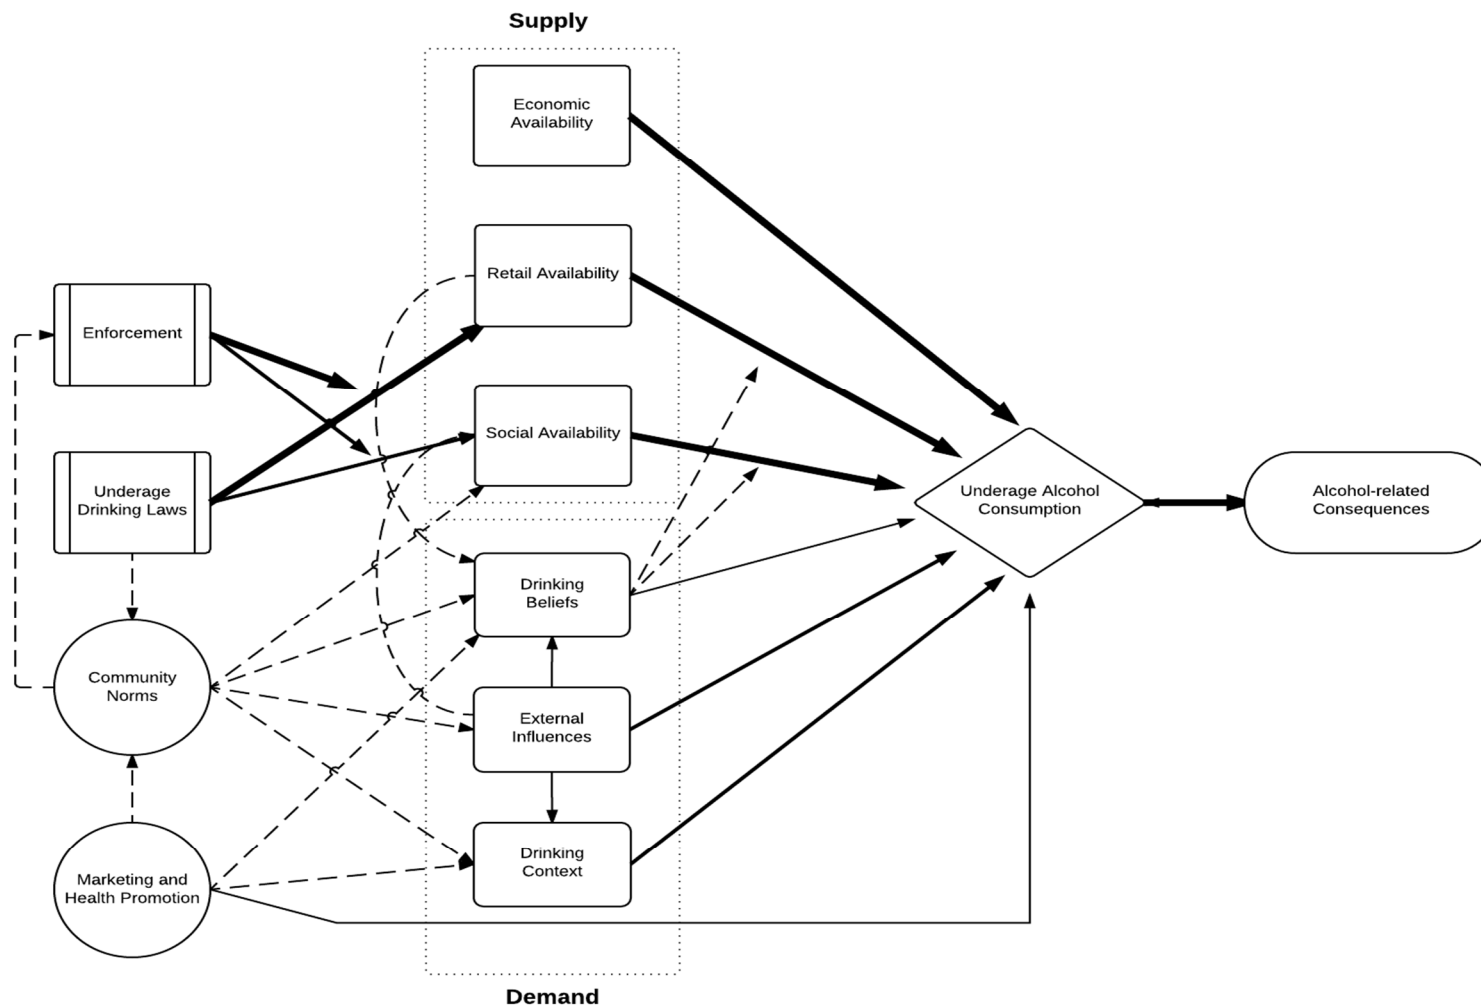 Supply
Economic
Availability
Retail Availability
Enforcement
Social Availability
Underage
Drinking Laws
Underage Alcohol
Consumption
Alcohol-related
Consequences
Drinking
Beliefs
Community
Norms
External
Influences
Drinking
Context
Marketing and
Health Promotion
Demand